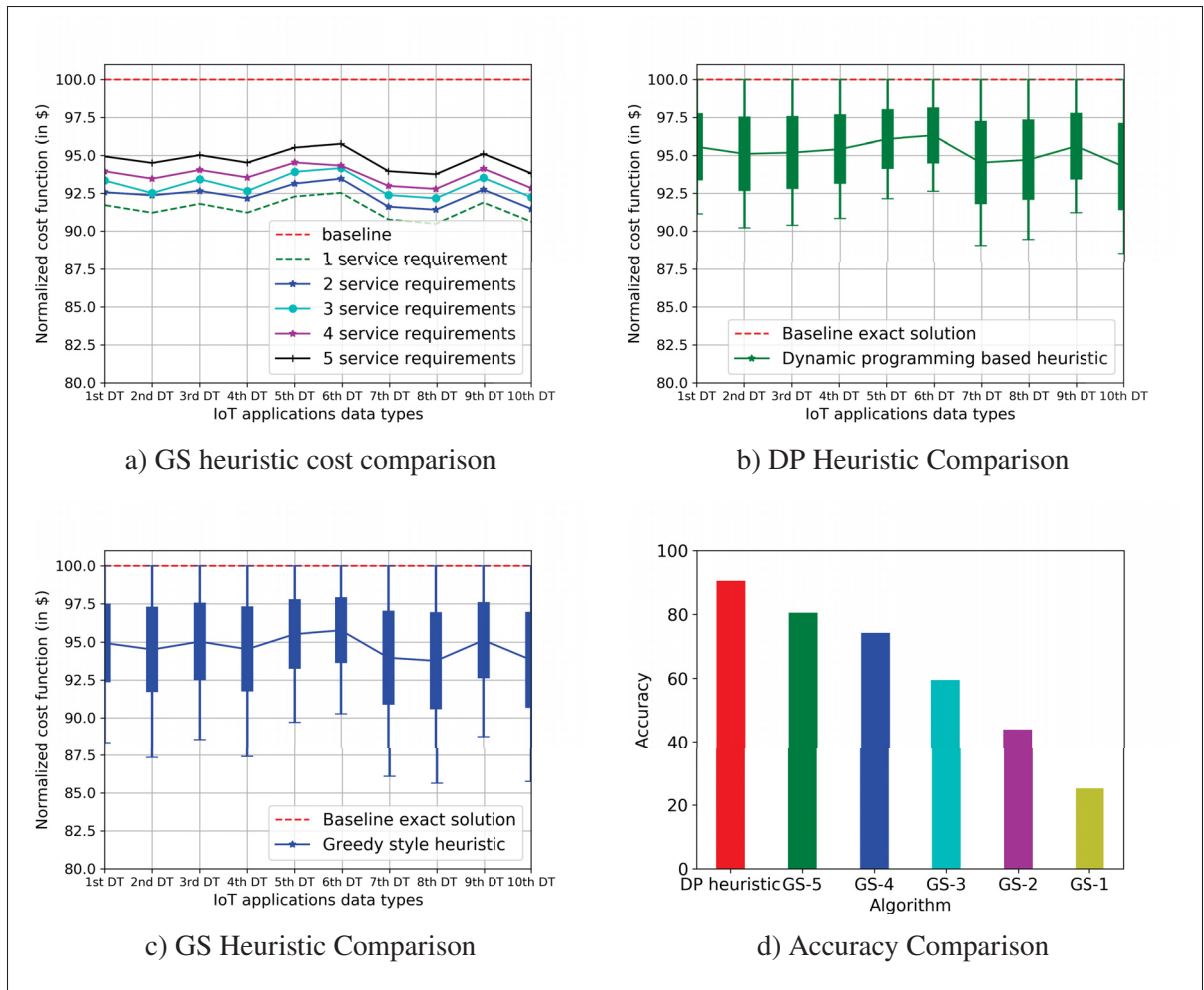 100.0
97.5
95.0
92.5
90.0
87.5
85.0
82.5
80.0
Normalized cost function (in $)
baseline
1 service requirement
2 service requirements
3 service requirements
4 service requirements
5 service requirements
1st DT 2nd DT 3rd DT 4th DT 5th DT 6th DT 7th DT 8th DT 9th DT 10th DT
IoT applications data types
a) GS heuristic cost comparison
100.0
97.5
95.0
92.5
90.0
87.5
85.0
82.5
80.0
Normalized cost function (in $)
Baseline exact solution
Dynamic programming based heuristic
1st DT 2nd DT 3rd DT 4th DT 5th DT 6th DT 7th DT 8th DT 9th DT 10th DT
IoT applications data types
b) DP Heuristic Comparison
100.0
97.5
95.0
92.5
90.0
87.5
85.0
82.5
80.0
Normalized cost function (in $)
Baseline exact solution
Greedy style heuristic
1st DT 2nd DT 3rd DT 4th DT 5th DT 6th DT 7th DT 8th DT 9th DT 10th DT
IoT applications data types
c) GS Heuristic Comparison
100
80
60
40
20
0
Accuracy
DP heuristic GS-5 GS-4 GS-3 GS-2 GS-1
Algorithm
d) Accuracy Comparison